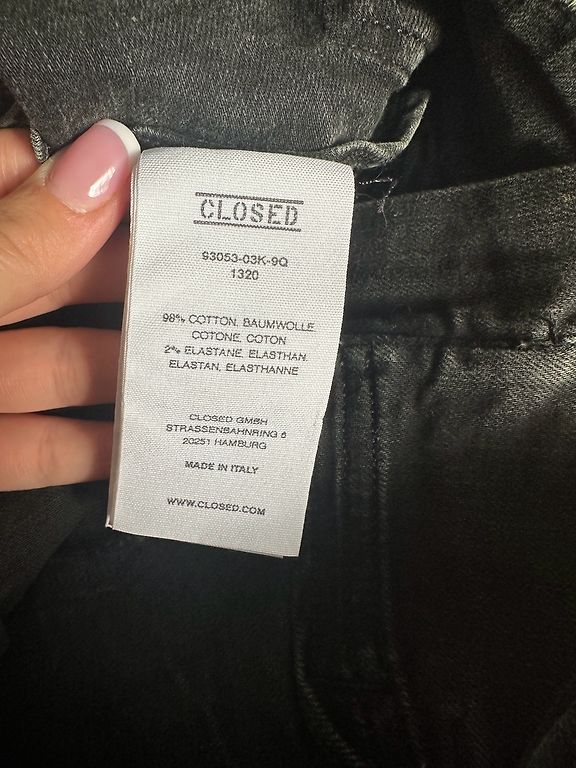 CLOSED
93053-03K-9Q
1320
98% COTTON, BAUMWOLLE
COTONE, COTON
2% ELASTANE, ELASTHAN,
ELASTAN, ELASTHANNE
CLOSED GMBH
STRASSENBAHNRING 6
20251 HAMBURG
MADE IN ITALY
WWW.CLOSED.COM